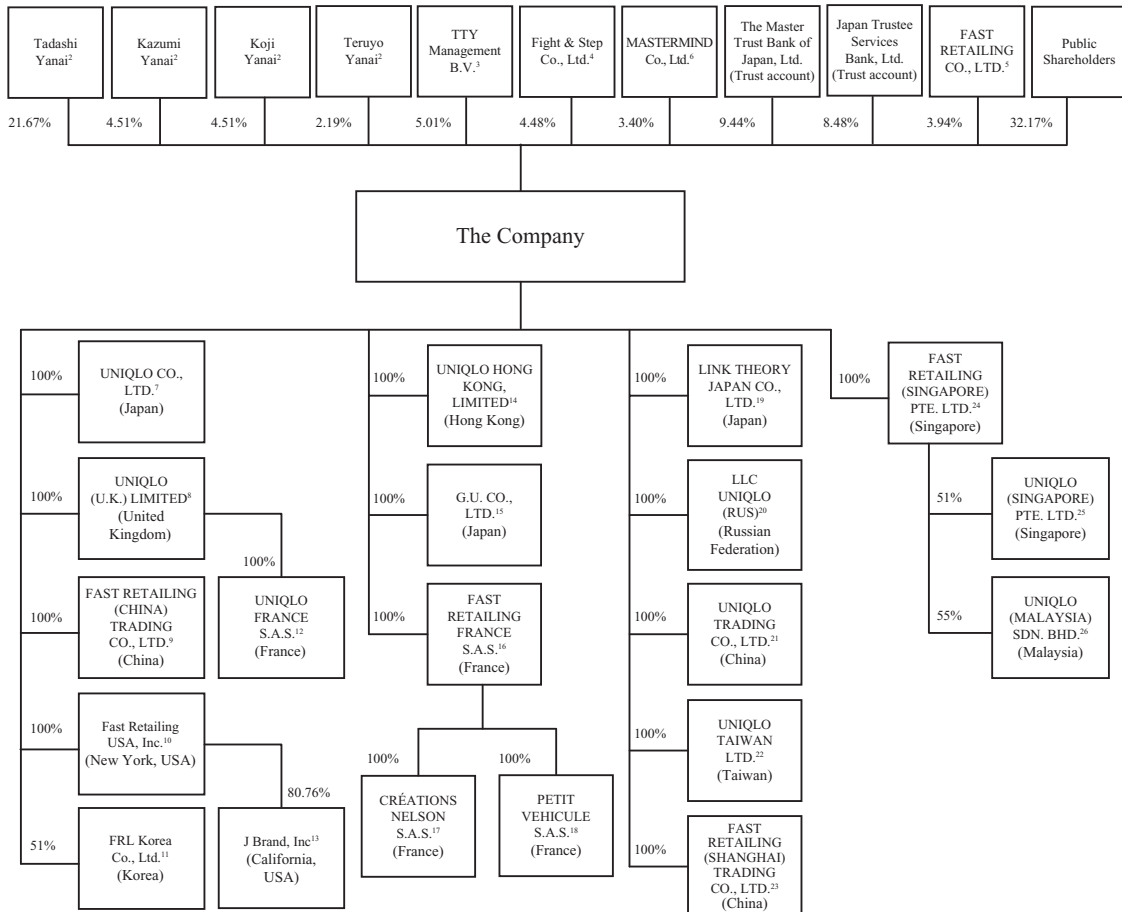 Tadashi
Yanai²
Kazumi
Yanai²
Koji
Yanai²
Teruyo
Yanai²
TTY
Management
B.V.³
Fight & Step
Co., Ltd.⁴
MASTERMIND
Co., Ltd.⁶
The Master
Trust Bank of
Japan, Ltd.
(Trust account)
Japan Trustee
Services
Bank, Ltd.
(Trust account)
FAST
RETAILING
CO., LTD.⁵
Public
Shareholders
21.67%
4.51%
4.51%
2.19%
5.01%
4.48%
3.40%
9.44%
8.48%
3.94%
32.17%
The Company
100%
UNIQLO CO.,
LTD.⁷
(Japan)
100%
UNIQLO
(U.K.) LIMITED⁸
(United
Kingdom)
100%
UNIQLO
FRANCE
S.A.S.¹²
(France)
100%
FAST RETAILING
(CHINA)
TRADING
CO., LTD.⁹
(China)
100%
Fast Retailing
USA, Inc.¹⁰
(New York, USA)
80.76%
J Brand, Inc¹³
(California,
USA)
51%
FRL Korea
Co., Ltd.¹¹
(Korea)
100%
UNIQLO HONG
KONG,
LIMITED¹⁴
(Hong Kong)
100%
G.U. CO.,
LTD.¹⁵
(Japan)
100%
FAST
RETAILING
FRANCE
S.A.S.¹⁶
(France)
100%
CRÉATIONS
NELSON
S.A.S.¹⁷
(France)
100%
PETIT
VEHICULE
S.A.S.¹⁸
(France)
100%
LINK THEORY
JAPAN CO.,
LTD.¹⁹
(Japan)
100%
LLC
UNIQLO
(RUS)²⁰
(Russian
Federation)
100%
UNIQLO
TRADING
CO., LTD.²¹
(China)
100%
UNIQLO
TAIWAN
LTD.²²
(Taiwan)
100%
FAST
RETAILING
(SHANGHAI)
TRADING
CO., LTD.²³
(China)
100%
FAST
RETAILING
(SINGAPORE)
PTE. LTD.²⁴
(Singapore)
51%
UNIQLO
(SINGAPORE)
PTE. LTD.²⁵
(Singapore)
55%
UNIQLO
(MALAYSIA)
SDN. BHD.²⁶
(Malaysia)